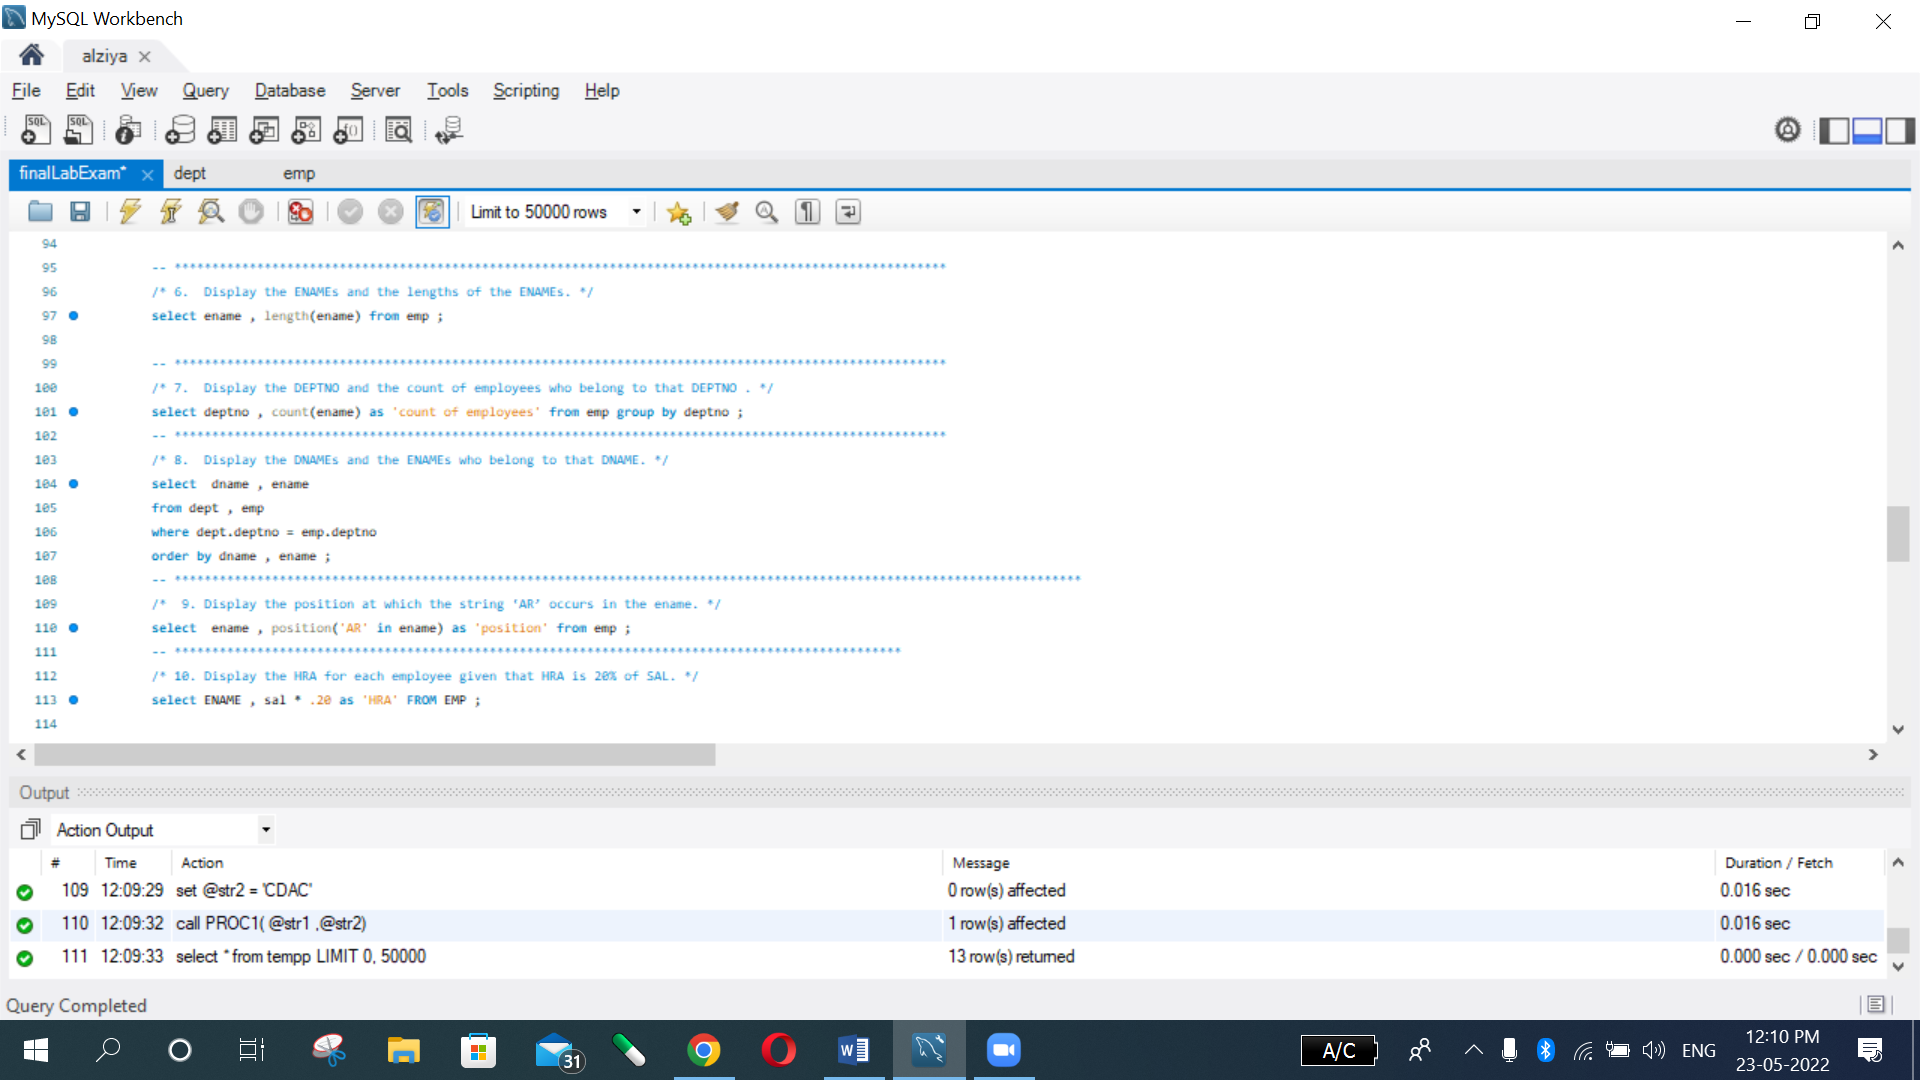 MySQL Workbench
alziya
File Edit View Query Database Server Tools Scripting Help
finalLabExam* dept emp
Limit to 50000 rows
94
95 -- *******************************************************************************************************
96 /* 6.  Display the ENAMEs and the lengths of the ENAMEs. */
97 select ename , length(ename) from emp ;
98
99 -- *******************************************************************************************************
100 /* 7.  Display the DEPTNO and the count of employees who belong to that DEPTNO . */
101 select deptno , count(ename) as 'count of employees' from emp group by deptno ;
102 -- *******************************************************************************************************
103 /* 8.  Display the DNAMEs and the ENAMEs who belong to that DNAME. */
104 select  dname , ename
105 from dept , emp
106 where dept.deptno = emp.deptno
107 order by dname , ename ;
108 -- *************************************************************************************************************************
109 /*  9. Display the position at which the string ‘AR’ occurs in the ename. */
110 select  ename , position('AR' in ename) as 'position' from emp ;
111 -- *************************************************************************************************
112 /* 10. Display the HRA for each employee given that HRA is 20% of SAL. */
113 select ENAME , sal * .20 as 'HRA' FROM EMP ;
114
Output
Action Output
# Time Action Message Duration / Fetch
109 12:09:29 set @str2 = 'CDAC' 0 row(s) affected 0.016 sec
110 12:09:32 call PROC1( @str1 ,@str2) 1 row(s) affected 0.016 sec
111 12:09:33 select * from tempp LIMIT 0, 50000 13 row(s) returned 0.000 sec / 0.000 sec
Query Completed
31
A/C
ENG
12:10 PM
23-05-2022